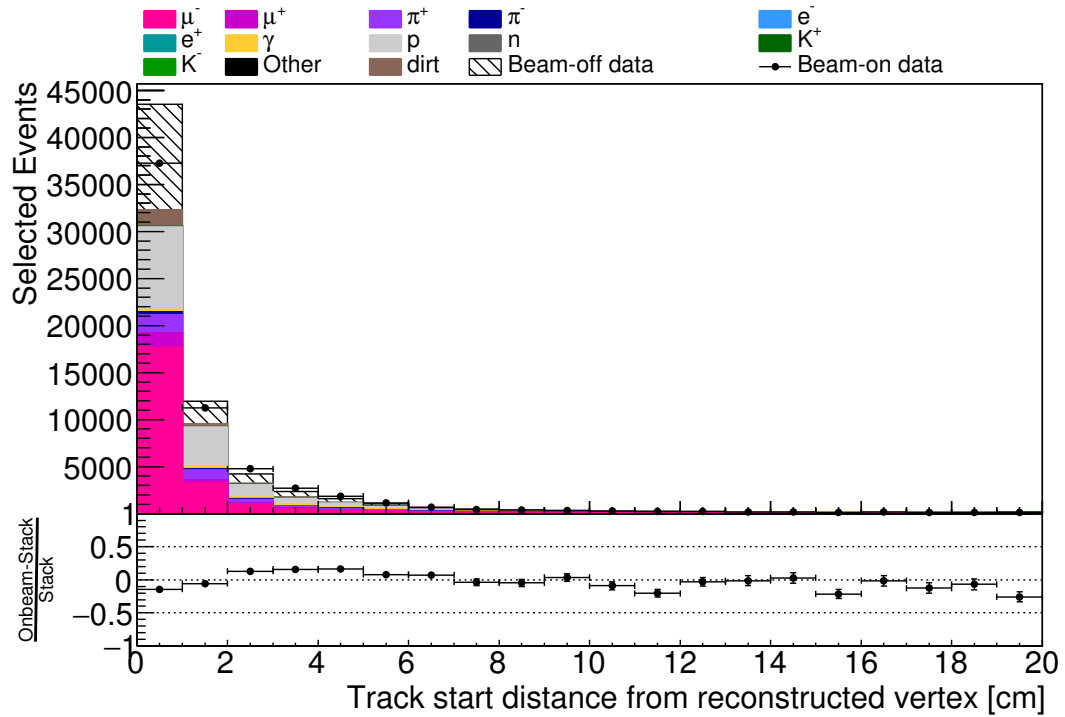 μ⁻ μ⁺ π⁺ π⁻ e⁻
e⁺ γ p n K⁺
K⁻ Other dirt Beam-off data Beam-on data
Selected Events
45000
40000
35000
30000
25000
20000
15000
10000
5000
1
Onbeam-Stack
Stack
0.5
0
−0.5
−1
0 2 4 6 8 10 12 14 16 18 20
Track start distance from reconstructed vertex [cm]